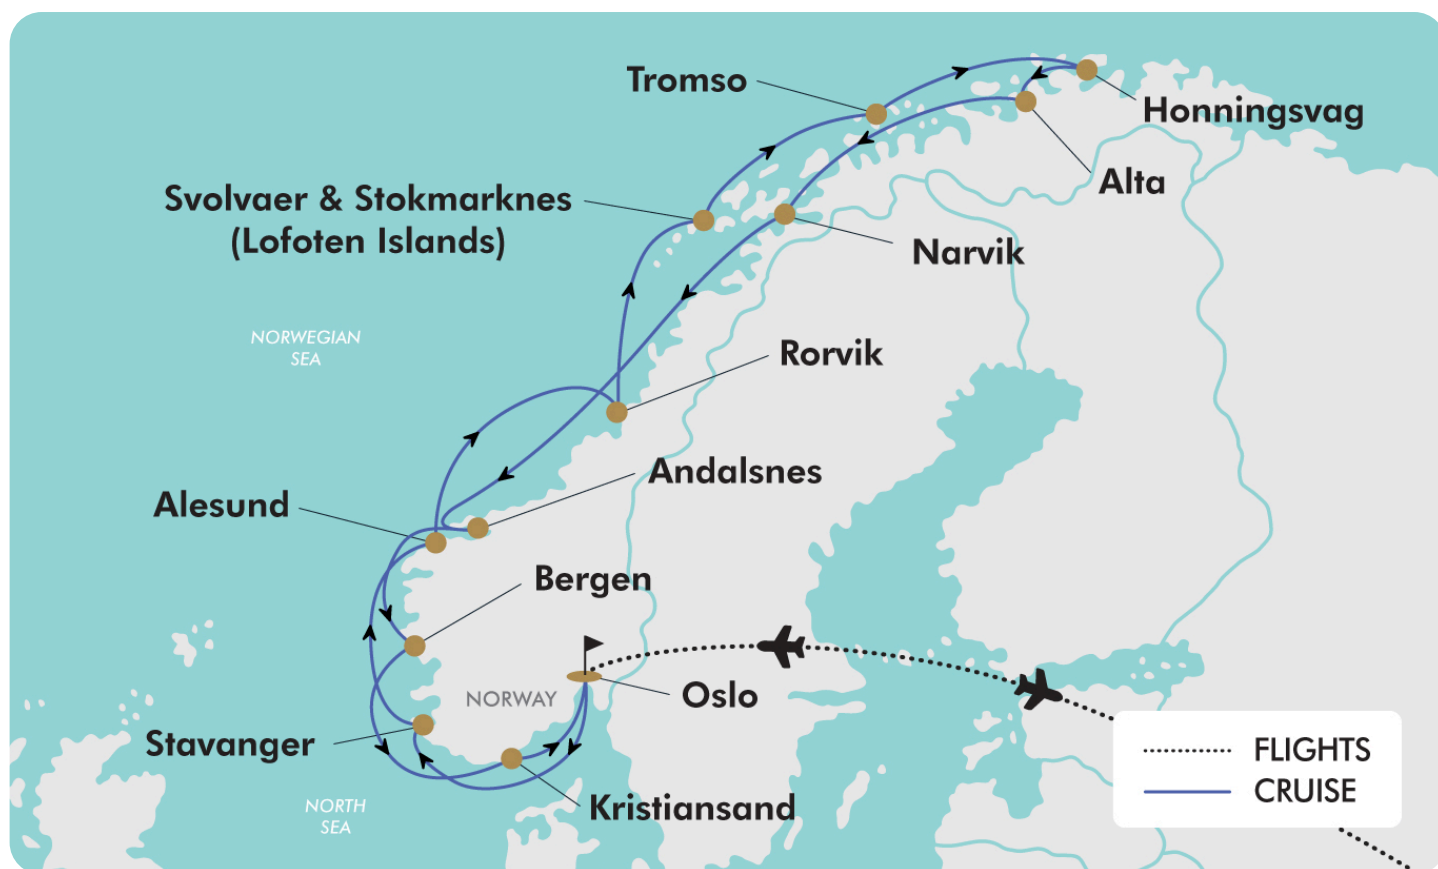 Tromso
Honningsvag
Alta
Svolvaer & Stokmarknes
(Lofoten Islands)
Narvik
NORWEGIAN
SEA
Rorvik
Andalsnes
Alesund
Bergen
NORWAY
Oslo
Stavanger
FLIGHTS
CRUISE
NORTH
SEA
Kristiansand